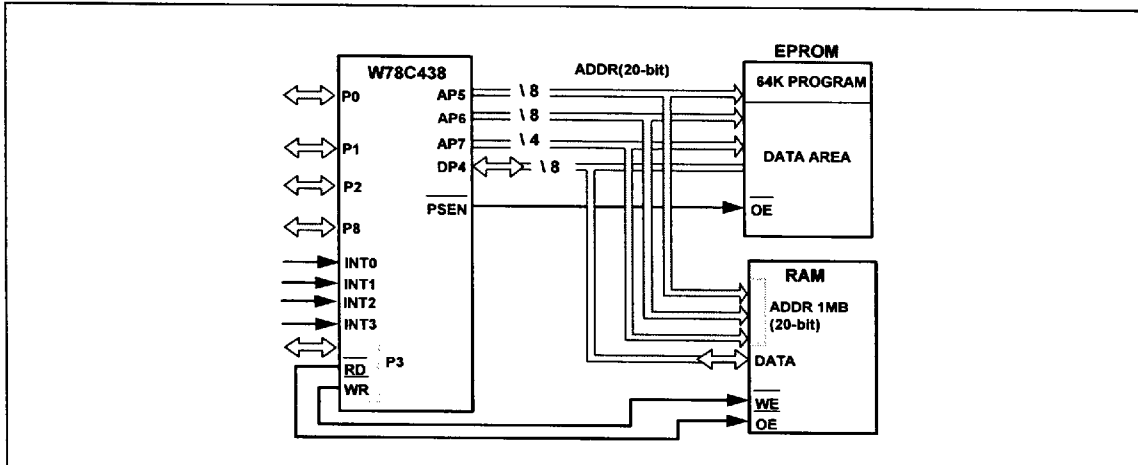 EPROM
W78C438
ADDR(20-bit)
64K PROGRAM
P0
AP5
\ 8
AP6
\ 8
P1
AP7
\ 4
DATA AREA
DP4
\ 8
P2
PSEN
OE
P8
INT0
INT1
INT2
INT3
RAM
ADDR 1MB
(20-bit)
P3
RD
DATA
WR
WE
OE